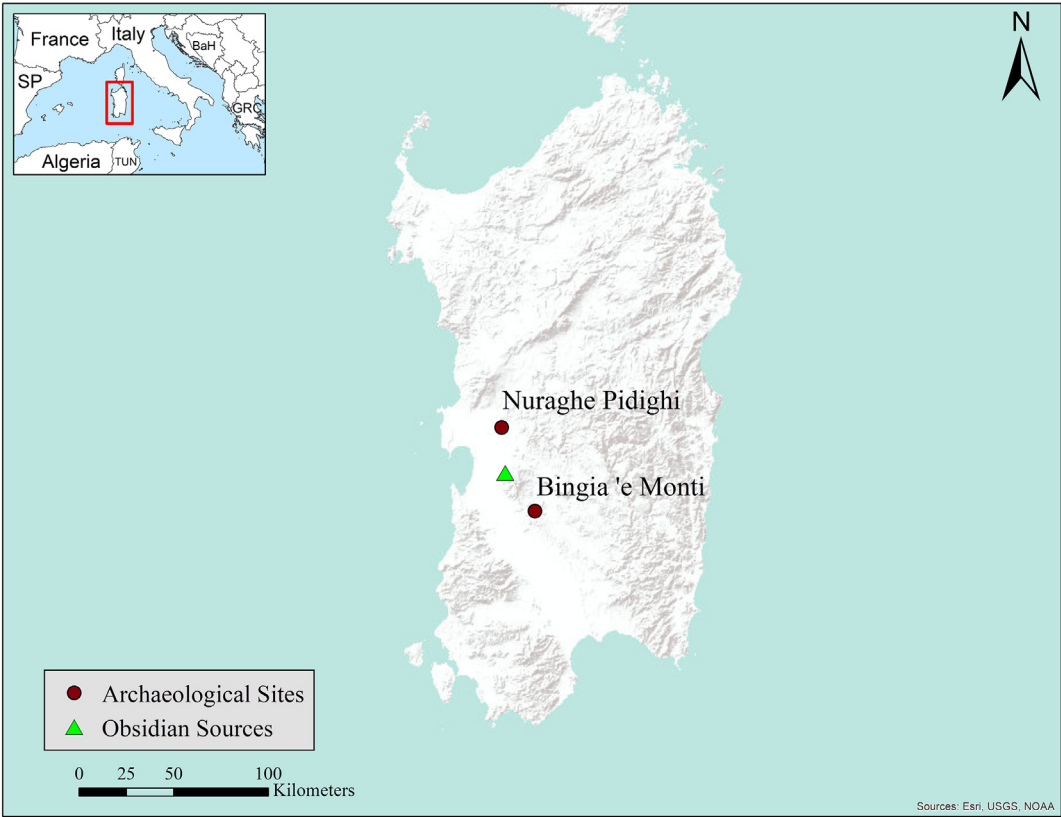 France
Italy
BaH
SP
GRC
Algeria
TUN
N
Nuraghe Pidighi
Bingia 'e Monti
Archaeological Sites
Obsidian Sources
0 25 50 100
Kilometers
Sources: Esri, USGS, NOAA